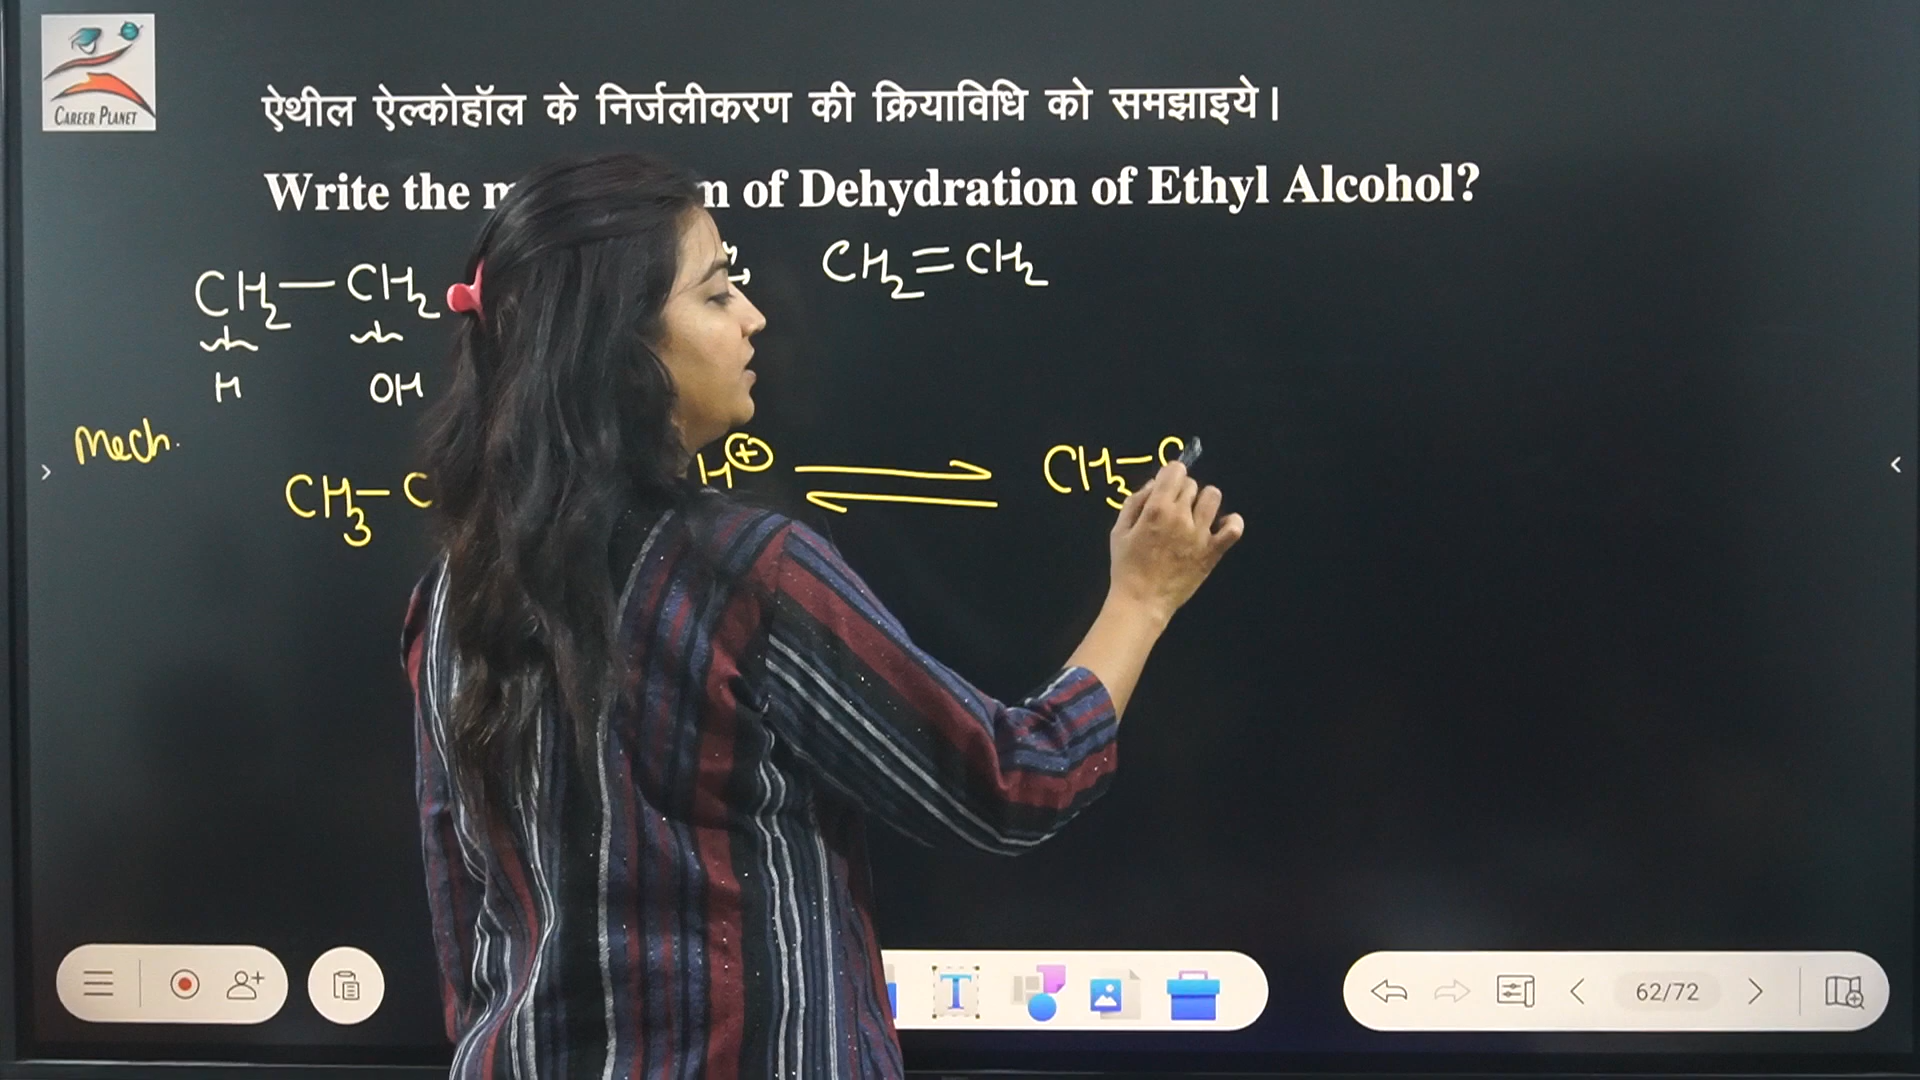 CAREER PLANET
ऐथील ऐल्कोहॉल के निर्जलीकरण की क्रियाविधि को समझाइये।
Write the of Dehydration of Ethyl Alcohol?
CH2—CH2 CH2=CH2
H OH
Mech.
CH3—C H⊕ ⇌ CH3—C
T
62/72